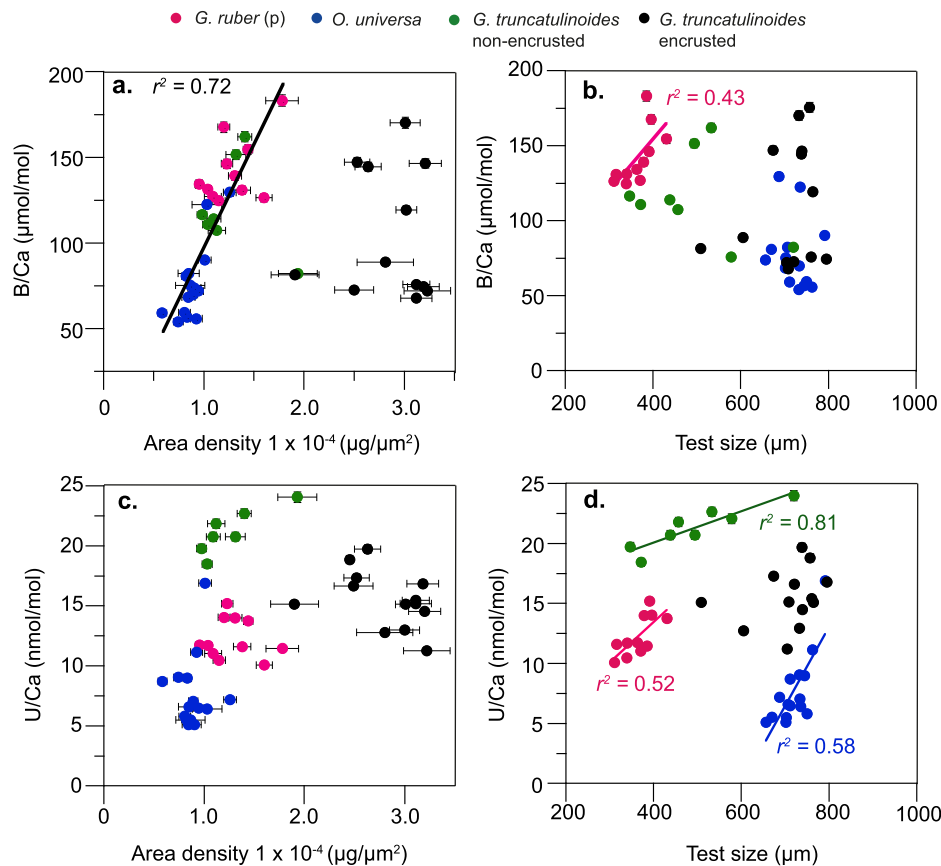 G. ruber (p)
O. universa
G. truncatulinoides
non-encrusted
G. truncatulinoides
encrusted
a.
r² = 0.72
200
150
100
50
B/Ca (µmol/mol)
0
1.0
2.0
3.0
Area density 1 x 10⁻⁴ (µg/µm²)
b.
r² = 0.43
200
150
100
50
0
B/Ca (µmol/mol)
200
400
600
800
1000
Test size (µm)
c.
25
20
15
10
5
0
U/Ca (nmol/mol)
0
1.0
2.0
3.0
Area density 1 x 10⁻⁴ (µg/µm²)
d.
r² = 0.81
r² = 0.52
r² = 0.58
25
20
15
10
5
0
U/Ca (nmol/mol)
200
400
600
800
1000
Test size (µm)